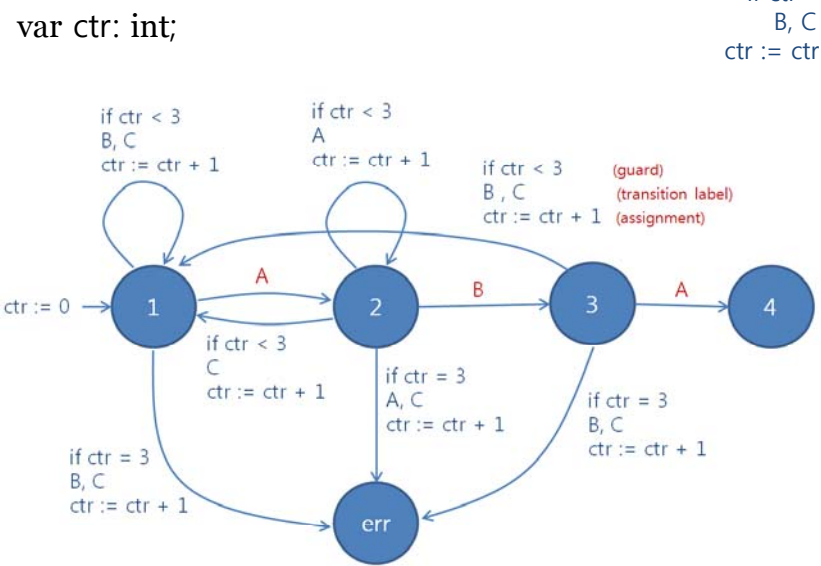 var ctr: int;
B, C
ctr := ctr
if ctr < 3
B, C
ctr := ctr + 1
if ctr < 3
A
ctr := ctr + 1
if ctr < 3 (guard)
B , C (transition label)
ctr := ctr + 1 (assignment)
ctr := 0
1
A
2
B
3
A
4
if ctr < 3
C
ctr := ctr + 1
if ctr = 3
A, C
ctr := ctr + 1
if ctr = 3
B, C
ctr := ctr + 1
if ctr = 3
B, C
ctr := ctr + 1
err